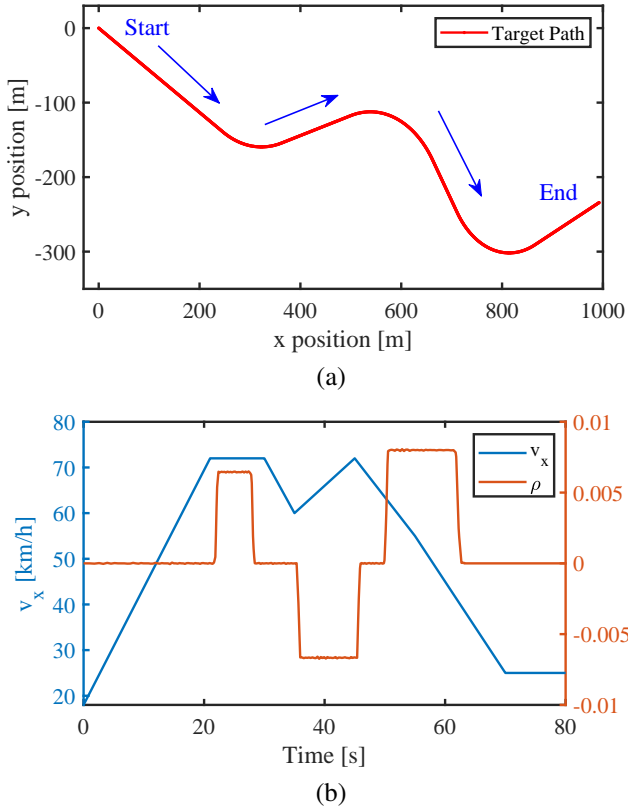 0
Start
Target Path
-100
y position [m]
-200
End
-300
0 200 400 600 800 1000
x position [m]
(a)
80 0.01
70 v_x
ρ
0.005
60
v_x [km/h]
50 0
40
-0.005
30
20 -0.01
0 20 40 60 80
Time [s]
(b)